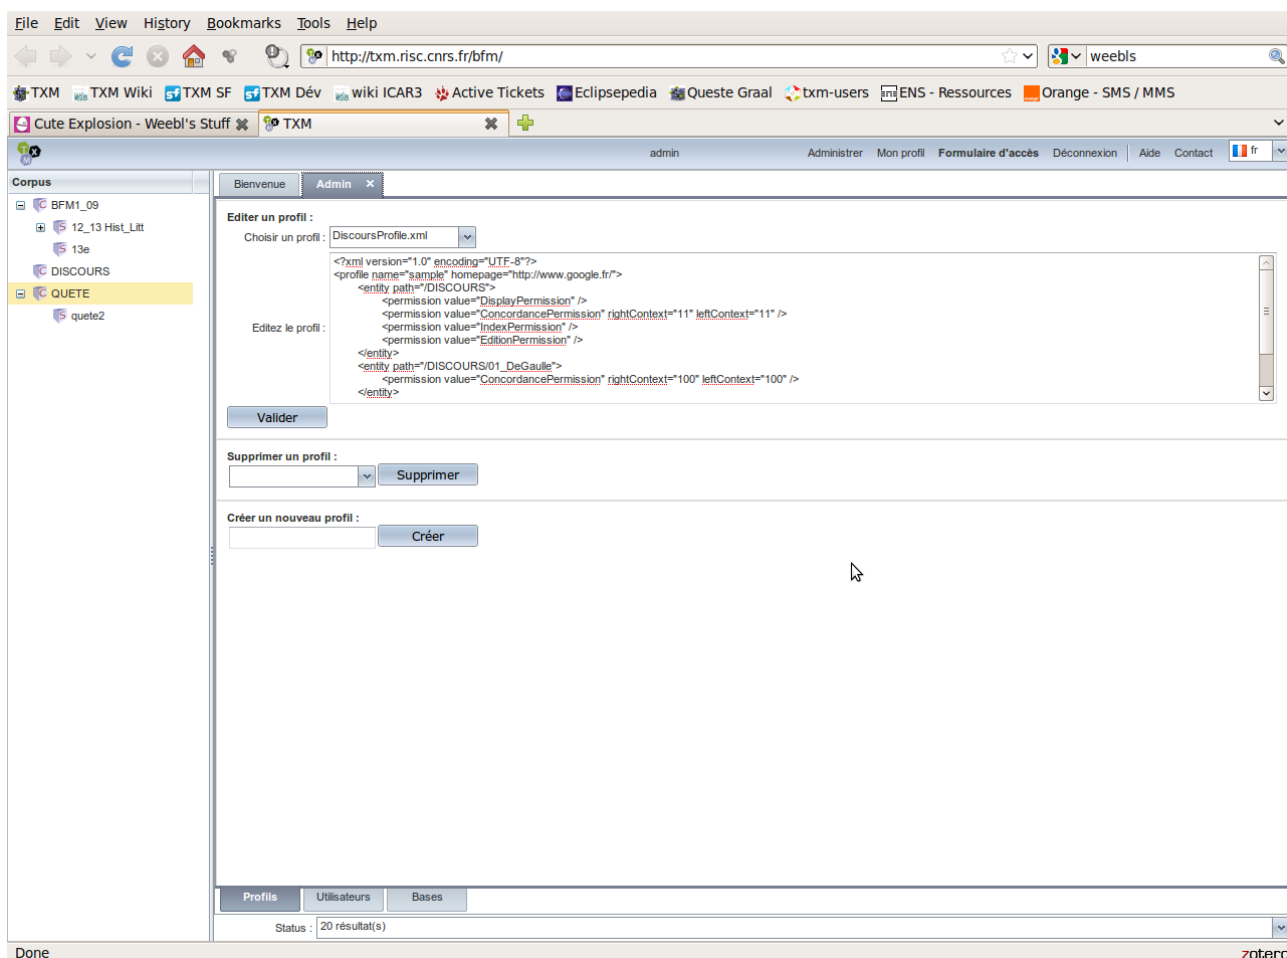 File Edit View History Bookmarks Tools Help
http://txm.risc.cnrs.fr/bfm/ weebls
TXM TXM Wiki TXM SF TXM Dév wiki ICAR3 Active Tickets Eclipsepedia Queste Graal txm-users ENS - Ressources Orange - SMS / MMS
Cute Explosion - Weebl's Stuff TXM
admin Administrer Mon profil Formulaire d'accès Déconnexion Aide Contact fr
Corpus
BFM1_09
12_13 Hist_Litt
13e
DISCOURS
QUETE
quete2
Bienvenue Admin X
Editer un profil :
Choisir un profil : DiscoursProfile.xml
Editez le profil :
<?xml version="1.0" encoding="UTF-8"?>
<profile name="sample" homepage="http://www.google.fr/">
<entity path="/DISCOURS">
<permission value="DisplayPermission" />
<permission value="ConcordancePermission" rightContext="11" leftContext="11" />
<permission value="IndexPermission" />
<permission value="EditionPermission" />
</entity>
<entity path="/DISCOURS/01_DeGaulle">
<permission value="ConcordancePermission" rightContext="100" leftContext="100" />
</entity>
Valider
Supprimer un profil :
Supprimer
Créer un nouveau profil :
Créer
Profils Utilisateurs Bases
Status : 20 résultat(s)
Done zotero